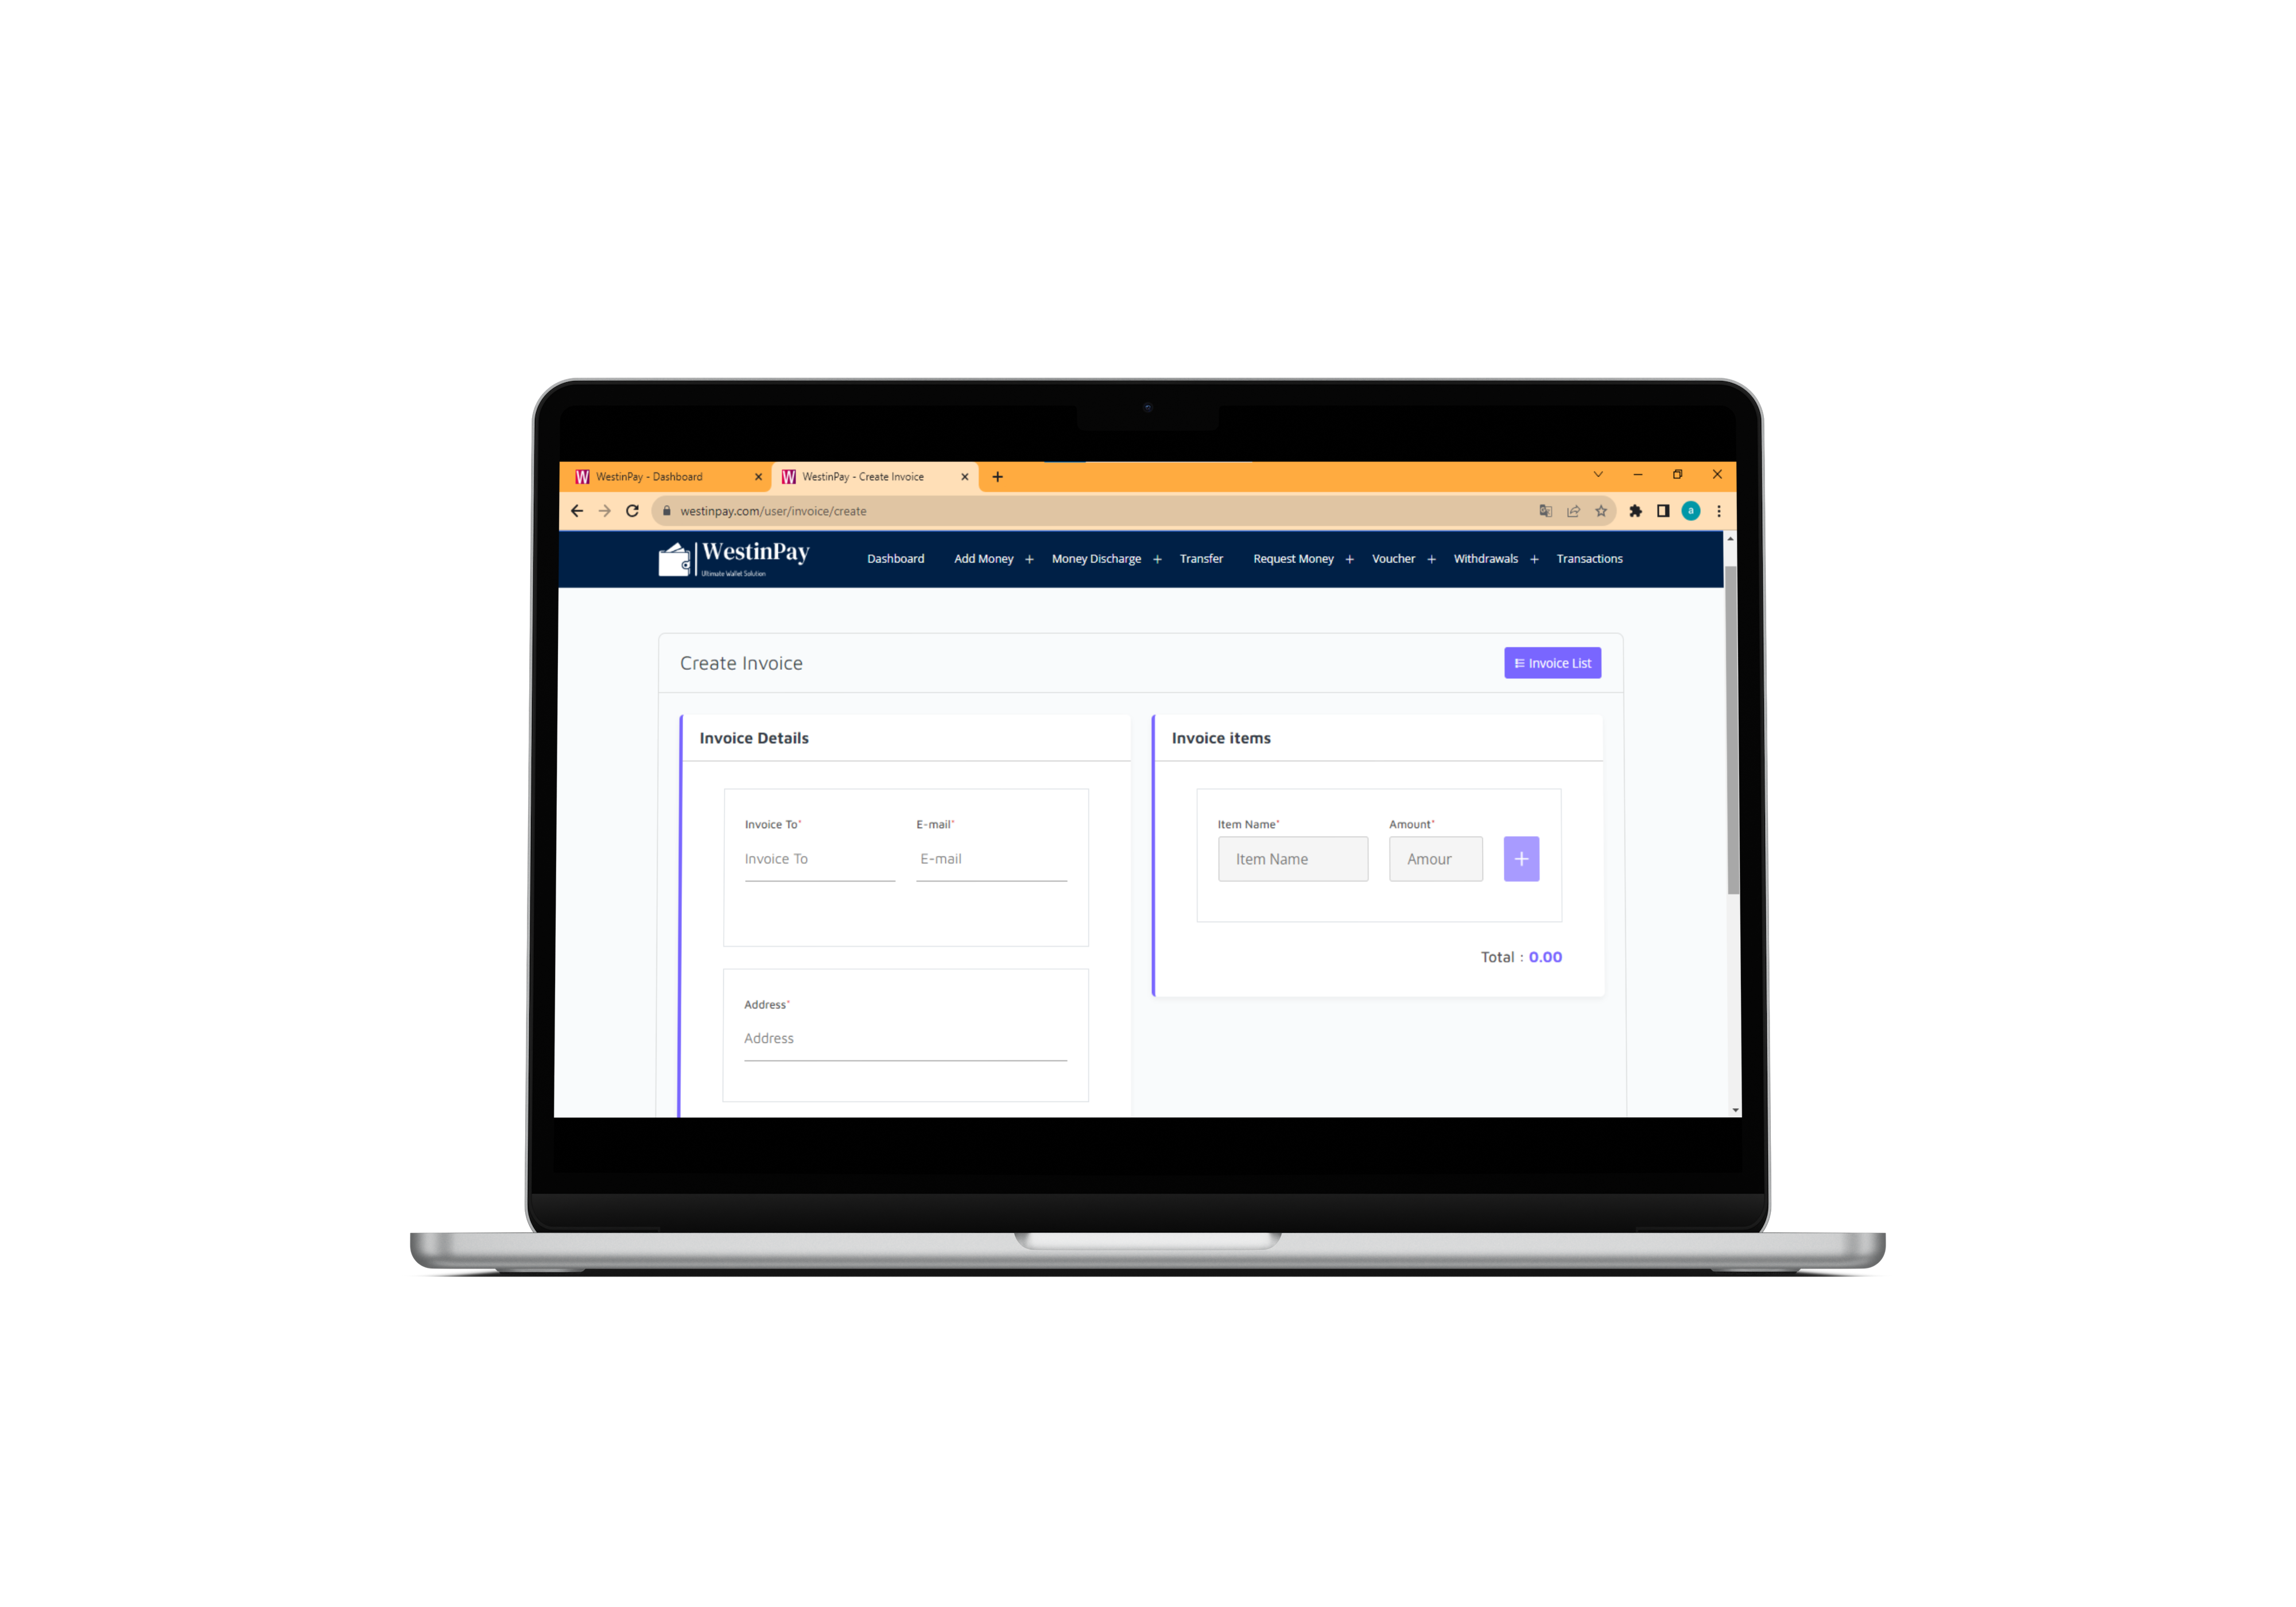 WestinPay - Dashboard
WestinPay - Create Invoice
westinpay.com/user/invoice/create
a
WestinPay
Ultimate Wallet Solution
Dashboard
Add Money +
Money Discharge +
Transfer
Request Money +
Voucher +
Withdrawals +
Transactions
Create Invoice
Invoice List
Invoice Details
Invoice To*
E-mail*
Invoice To
E-mail
Address*
Address
Invoice items
Item Name*
Amount*
Item Name
Amour
+
Total : 0.00